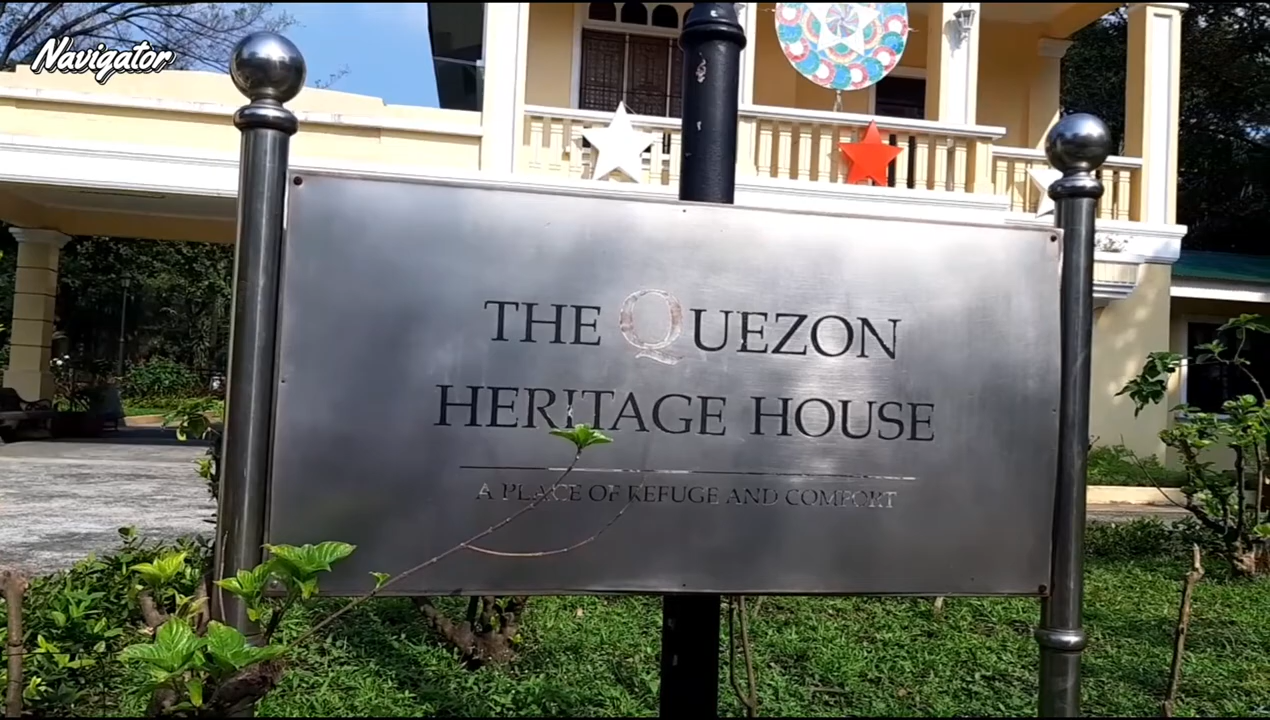 Navigator
THE QUEZON
HERITAGE HOUSE
A PLACE OF REFUGE AND COMFORT